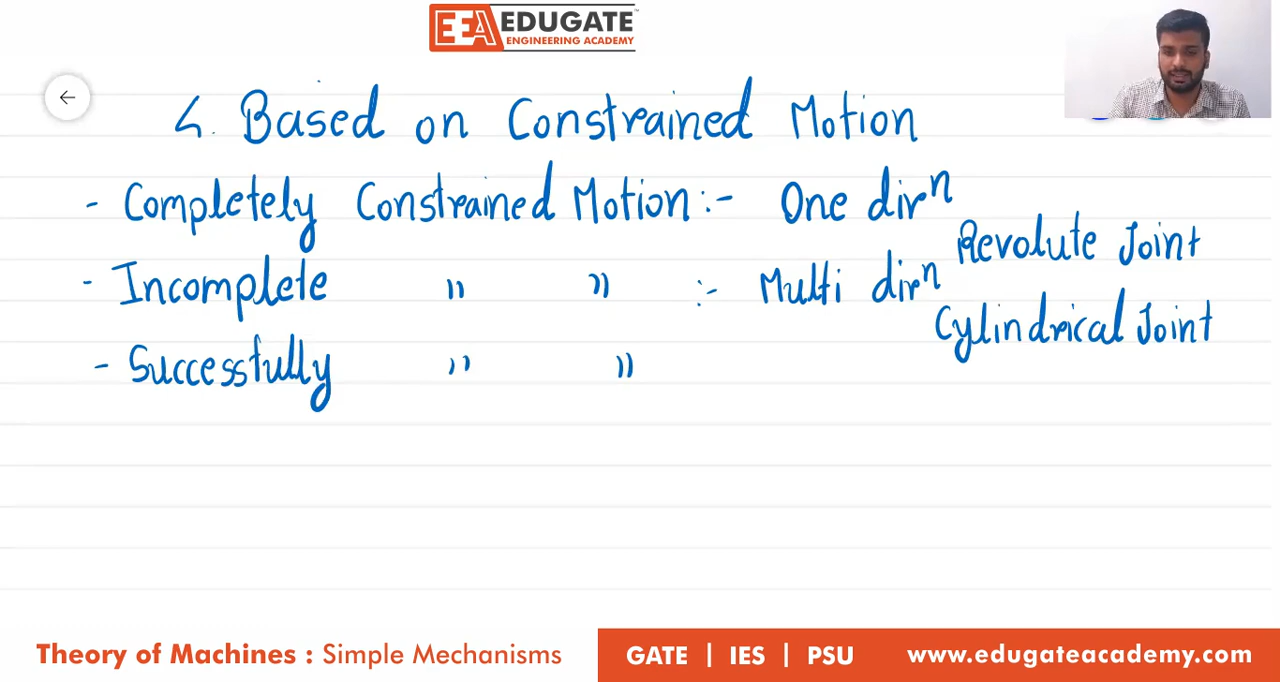 EEA EDUGATE
ENGINEERING ACADEMY
4. Based on Constrained Motion
- Completely Constrained Motion :- One dirⁿ
Revolute Joint
- Incomplete " " :- Multi dirⁿ
Cylindrical Joint
- Successfully " "
Theory of Machines : Simple Mechanisms
GATE | IES | PSU www.edugateacademy.com